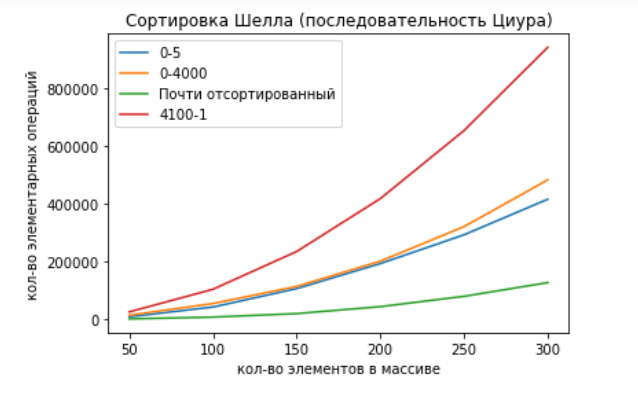 Сортировка Шелла (последовательность Циура)
0-5
0-4000
Почти отсортированный
4100-1
кол-во элементарных операций
800000
600000
400000
200000
0
50 100 150 200 250 300
кол-во элементов в массиве